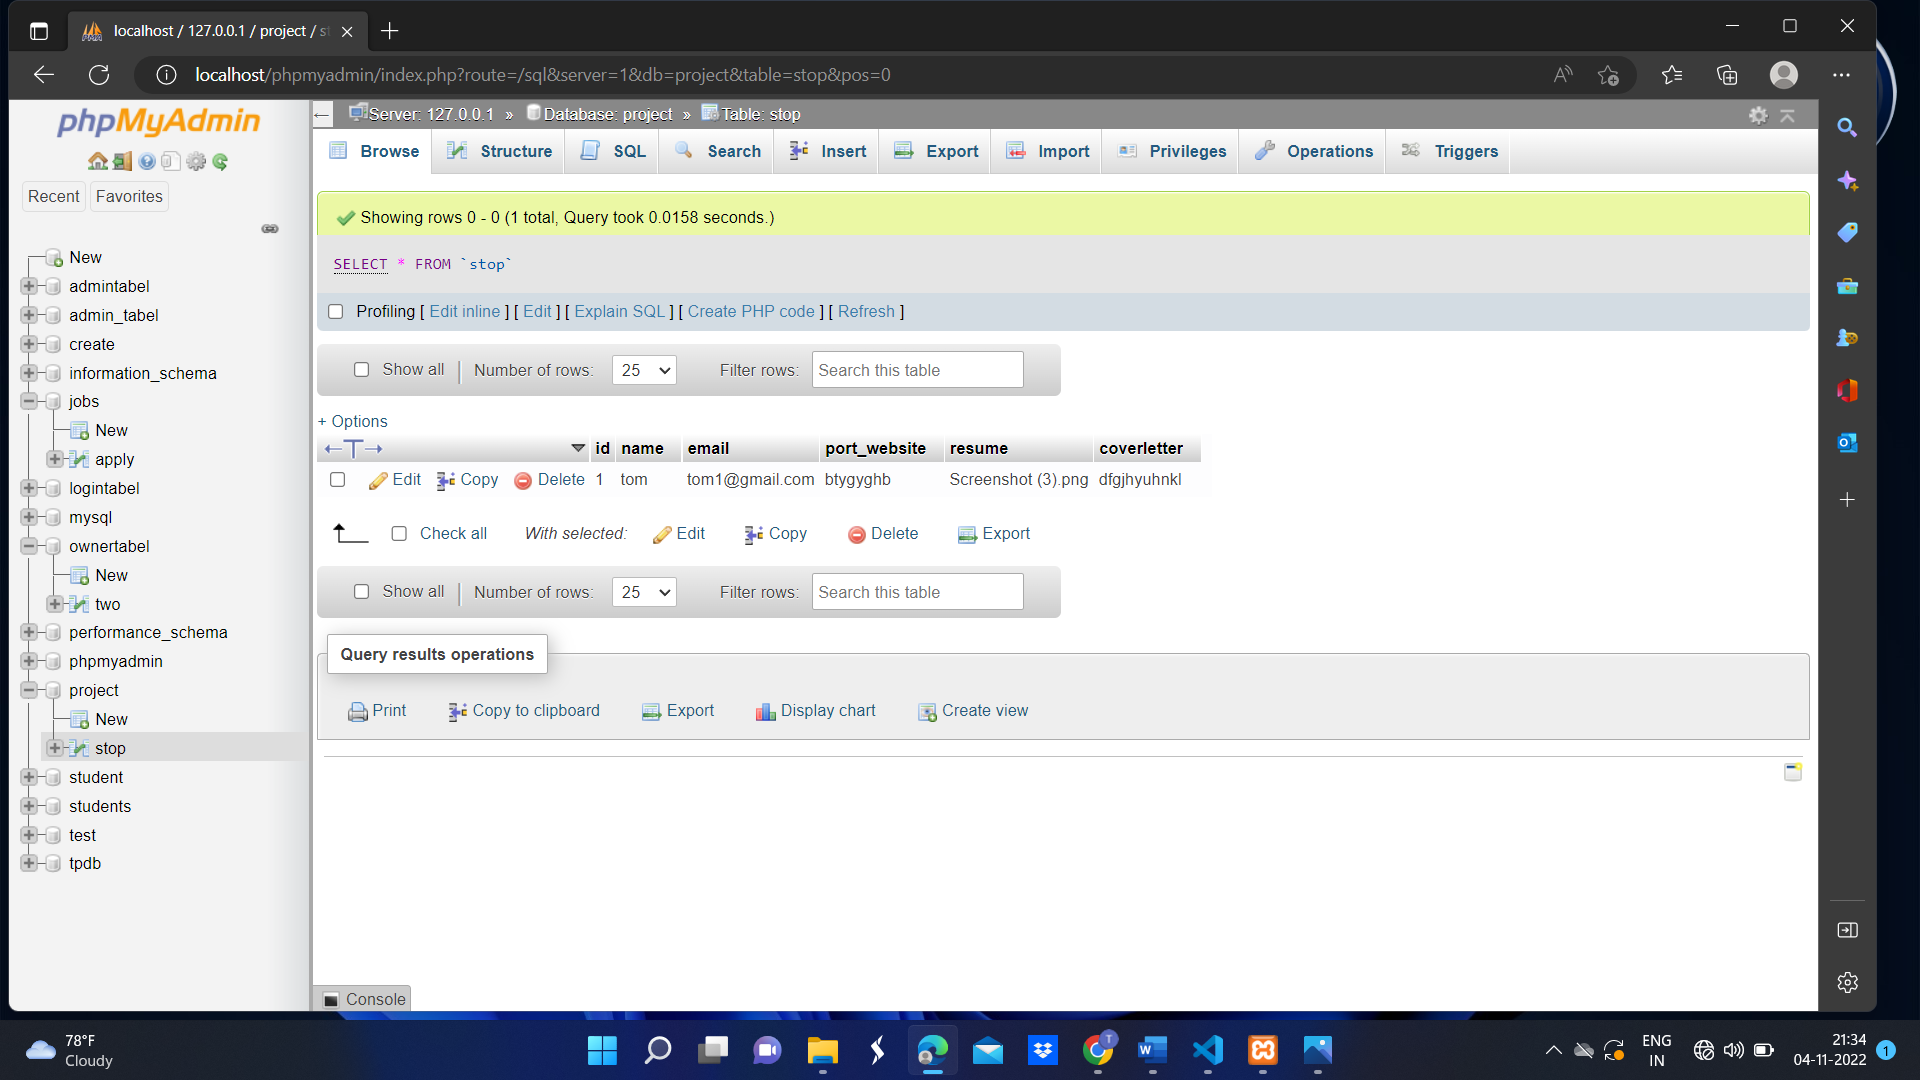 localhost / 127.0.0.1 / project / st
localhost/phpmyadmin/index.php?route=/sql&server=1&db=project&table=stop&pos=0
phpMyAdmin
Recent Favorites
New
admintabel
admin_tabel
create
information_schema
jobs
New
apply
logintabel
mysql
ownertabel
New
two
performance_schema
phpmyadmin
project
New
stop
student
students
test
tpdb
Server: 127.0.0.1 » Database: project » Table: stop
Browse Structure SQL Search Insert Export Import Privileges Operations Triggers
Showing rows 0 - 0 (1 total, Query took 0.0158 seconds.)
SELECT * FROM `stop`
Profiling [ Edit inline ] [ Edit ] [ Explain SQL ] [ Create PHP code ] [ Refresh ]
Show all Number of rows: 25 Filter rows: Search this table
+ Options
id name email port_website resume coverletter
Edit Copy Delete 1 tom tom1@gmail.com btygyghb Screenshot (3).png dfgjhyuhnkl
Check all With selected: Edit Copy Delete Export
Show all Number of rows: 25 Filter rows: Search this table
Query results operations
Print Copy to clipboard Export Display chart Create view
Console
78°F
Cloudy
ENG
IN
21:34
04-11-2022
1